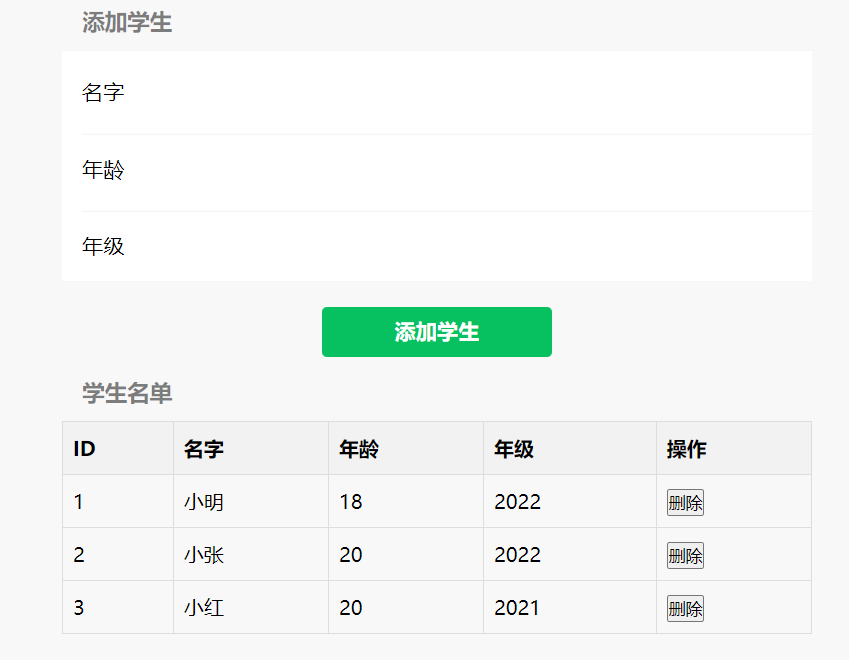 添加学生
名字
年龄
年级
添加学生
学生名单
ID 名字 年龄 年级 操作
1 小明 18 2022 删除
2 小张 20 2022 删除
3 小红 20 2021 删除